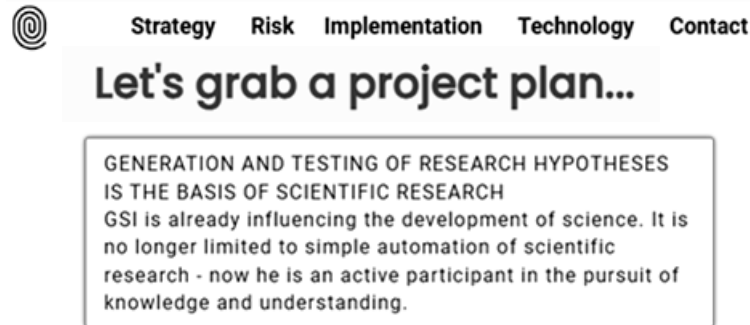 Strategy Risk Implementation Technology Contact
Let's grab a project plan...
GENERATION AND TESTING OF RESEARCH HYPOTHESES
IS THE BASIS OF SCIENTIFIC RESEARCH
GSI is already influencing the development of science. It is
no longer limited to simple automation of scientific
research - now he is an active participant in the pursuit of
knowledge and understanding.